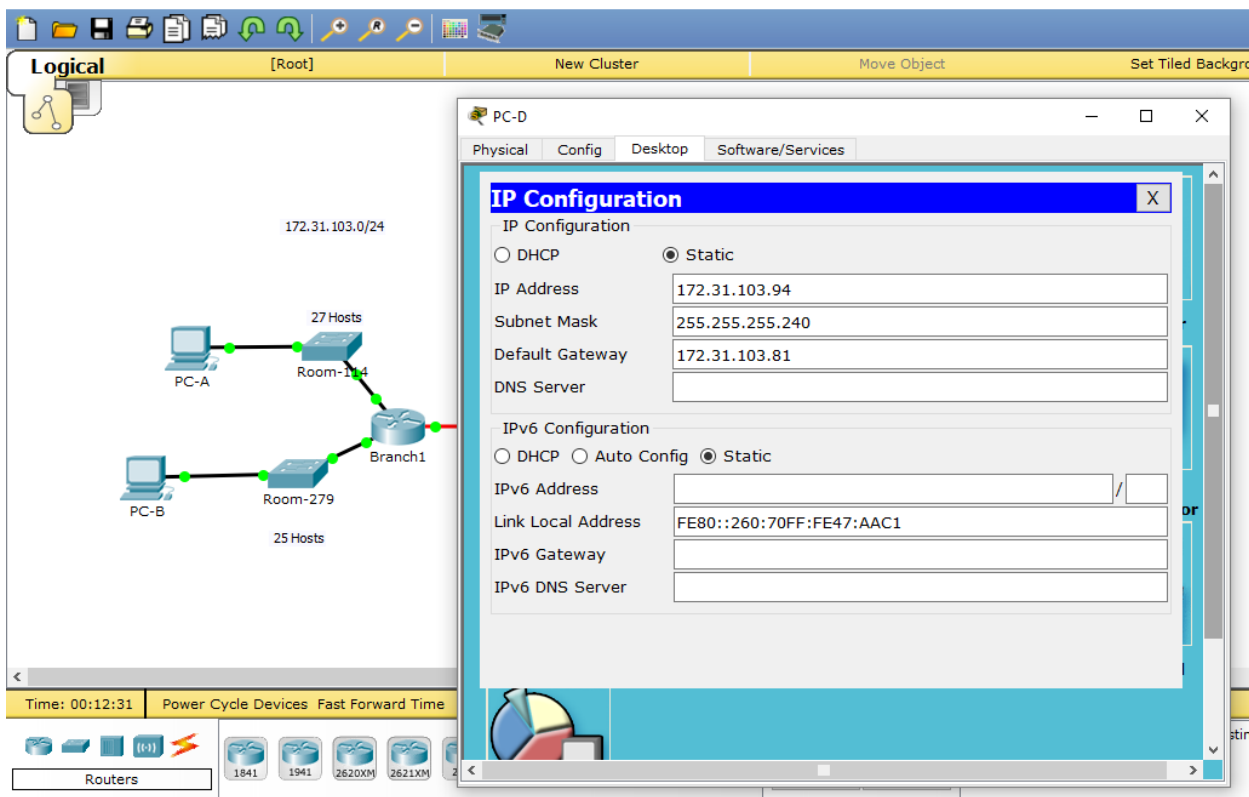 Logical [Root] New Cluster Move Object Set Tiled Backgro
PC-D
Physical Config Desktop Software/Services
IP Configuration X
IP Configuration
DHCP Static
IP Address 172.31.103.94
Subnet Mask 255.255.255.240
Default Gateway 172.31.103.81
DNS Server
IPv6 Configuration
DHCP Auto Config Static
IPv6 Address /
Link Local Address FE80::260:70FF:FE47:AAC1
IPv6 Gateway
IPv6 DNS Server
172.31.103.0/24
27 Hosts
PC-A
Room-114
Branch1
PC-B
Room-279
25 Hosts
or
Time: 00:12:31 Power Cycle Devices Fast Forward Time
1841 1941 2620XM 2621XM 2
Routers